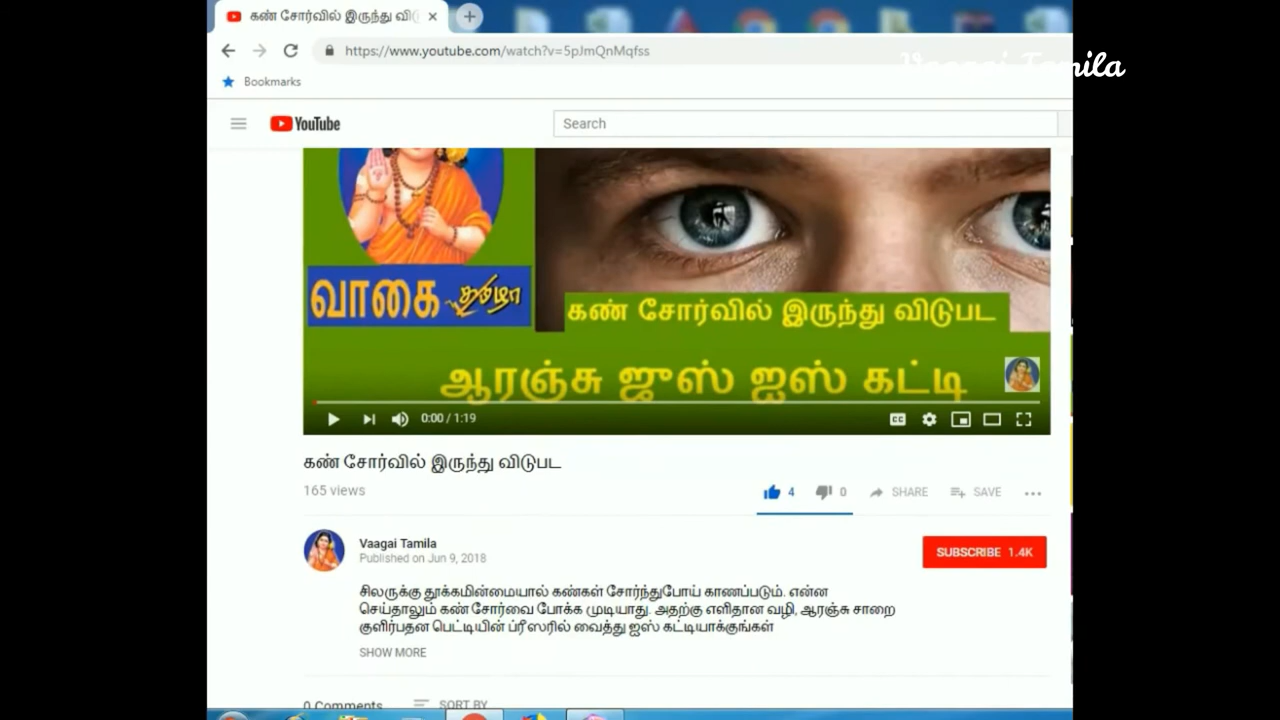 கண் சோர்வில் இருந்து வி
https://www.youtube.com/watch?v=5pJmQnMqfss
Vaagai Tamila
Bookmarks
YouTube
Search
வாகை தமிழா
கண் சோர்வில் இருந்து விடுபட
ஆரஞ்சு ஜுஸ் ஐஸ் கட்டி
0:00 / 1:19
CC
கண் சோர்வில் இருந்து விடுபட
165 views
4
0
SHARE
SAVE
Vaagai Tamila
Published on Jun 9, 2018
SUBSCRIBE 1.4K
சிலருக்கு தூக்கமின்மையால் கண்கள் சோர்ந்துபோய் காணப்படும். என்ன
செய்தாலும் கண் சோர்வை போக்க முடியாது. அதற்கு எளிதான வழி, ஆரஞ்சு சாறை
குளிர்பதன பெட்டியின் ப்ரீஸரில் வைத்து ஐஸ் கட்டியாக்குங்கள்
SHOW MORE
0 Comments
SORT BY